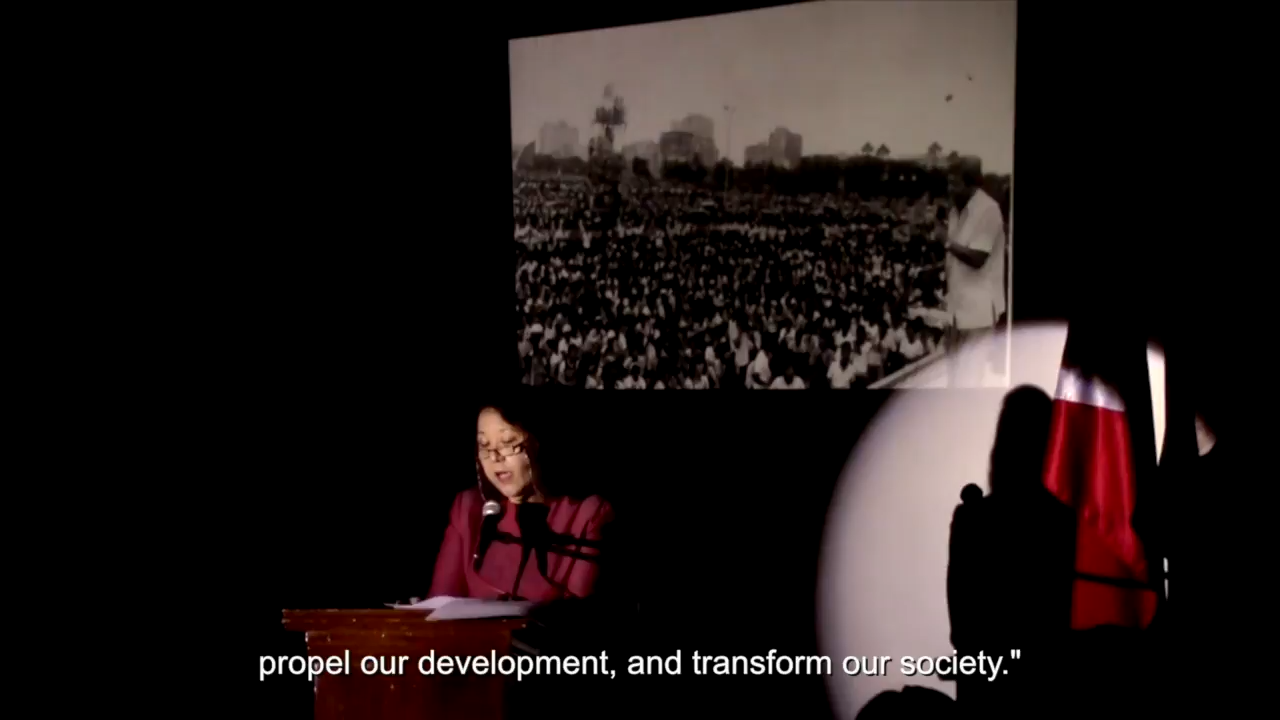 propel our development, and transform our society."